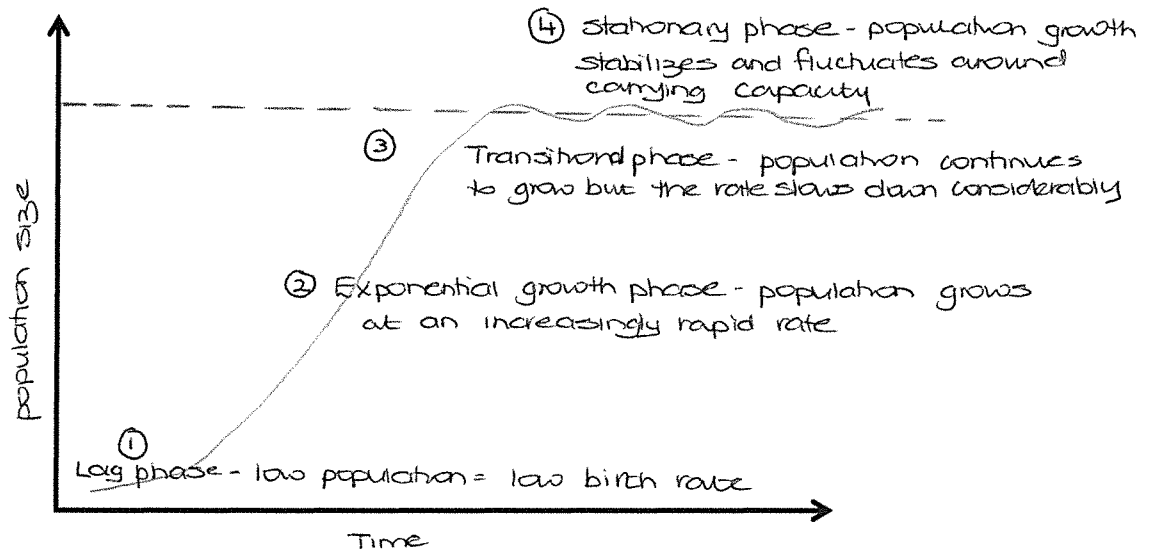 ④ Stationary phase - population growth
stabilizes and fluctuates around
carrying capacity
③
Transitional phase - population continues
to grow but the rate slows down considerably
② Exponential growth phase - population grows
at an increasingly rapid rate
①
Lag phase - low population = low birth rate
population size
Time